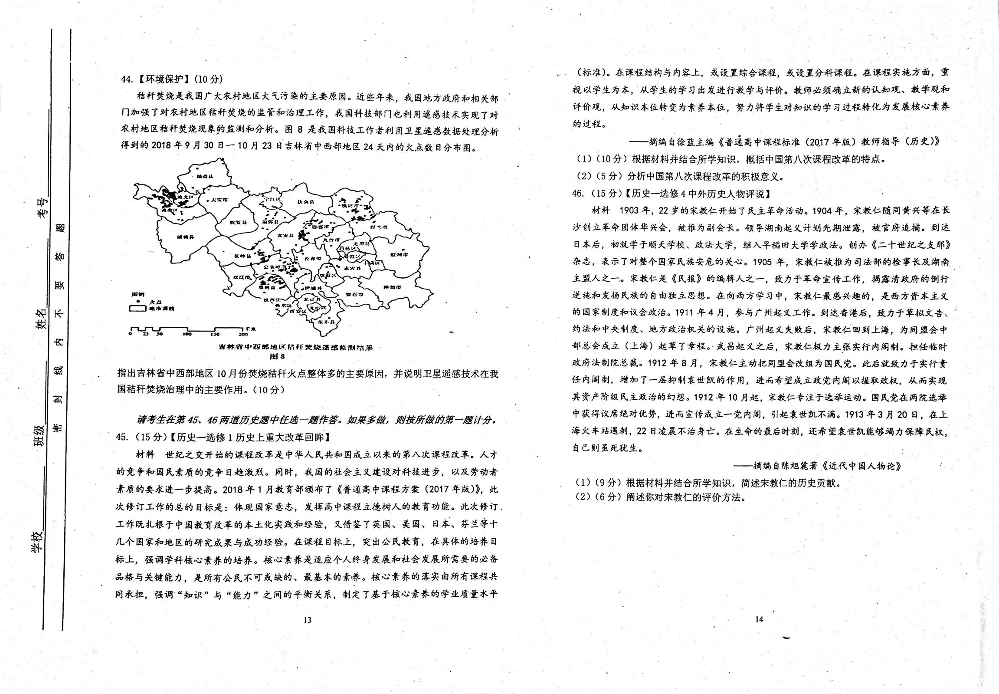 考号
姓名
班级
学校
密封线内不要答题
44.【环境保护】(10 分)
秸秆焚烧是我国广大农村地区大气污染的主要原因。近些年来，我国地方政府和相关部
门加强了对农村地区秸秆焚烧的监管和治理工作，我国科技部门也利用遥感技术实现了对
农村地区秸秆焚烧现象的监测和分析。图 8 是我国科技工作者利用卫星遥感数据处理分析
得到的 2018 年 9 月 30 日一 10 月 23 日吉林省中西部地区 24 天内的火点数目分布图。
镇赉县
洮北区
大安市
扶余县
榆树市
洮南区
乾安县
前郭县
德惠市
舒兰市
通榆县
农安县
九台市
龙潭区
昌邑区
长岭县
长春市
蛟河市
公主岭市
永吉县
双辽市
双阳区
梨树县
伊通县
桦甸市
磐石市
铁西区
东辽县
铁东区
龙山区
西安区
东丰县
图例
火点
地市界线
0 25 50 100 150 200 千米
吉林省中西部地区秸秆焚烧遥感监测结果
图 8
指出吉林省中西部地区 10 月份焚烧秸秆火点整体多的主要原因，并说明卫星遥感技术在我
国秸秆焚烧治理中的主要作用。(10 分)
请考生在第 45、46 两道历史题中任选一题作答。如果多做，则按所做的第一题计分。
45.（15 分)【历史—选修 1 历史上重大改革回眸】
材料 世纪之交开始的课程改革是中华人民共和国成立以来的第八次课程改革。人才
的竞争和国民素质的竞争日趋激烈。同时，我国的社会主义建设对科技进步，以及劳动者
素质的要求进一步提高。2018 年 1 月教育部颁布了《普通高中课程方案（2017 年版）》，此
次修订工作的总的目标是：体现国家意志，发挥高中课程立德树人的教育功能。此次修订
工作既扎根于中国教育改革的本土化实践和经验，又借鉴了英国、美国、日本、芬兰等十
几个国家和地区的研究成果与成功经验。在课程目标上，突出公民教育，在具体的培养目
标上，强调学科核心素养的培养。核心素养是适应个人终身发展和社会发展所需要的必备
品格与关键能力，是所有公民不可或缺的、最基本的素养。核心素养的落实由所有课程共
同承担，强调“知识”与“能力”之间的平衡关系，制定了基于核心素养的学业质量水平
13
（标准）。在课程结构与内容上，或设置综合课程，或设置分科课程。在课程实施方面，重
视以学生为本，从学生的学习出发进行教学与评价。教师必须确立新的认知观、教学观和
评价观，从知识本位转变为素养本位，努力将学生对知识的学习过程转化为发展核心素养
的过程。
——摘编自徐蓝主编《普通高中课程标准（2017 年版）教师指导（历史）》
（1）（10 分）根据材料并结合所学知识，概括中国第八次课程改革的特点。
（2）（5 分）分析中国第八次课程改革的积极意义。
46.（15 分）【历史—选修 4 中外历史人物评说】
材料 1903 年，22 岁的宋教仁开始了民主革命活动。1904 年，宋教仁随同黄兴等在长
沙创立革命团体华兴会，被推为副会长。领导湖南起义计划先期泄露，被官府追捕。到达
日本后，初就学于顺天学校、政法大学，继入早稻田大学学政法。创办《二十世纪之支那》
杂志，表示了对整个国家民族安危的关心。1905 年，宋教仁被推为司法部的检事长及湖南
主盟人之一。宋教仁是《民报》的编辑人之一，致力于革命宣传工作，揭露清政府的倒行
逆施和发扬民族的自由独立思想。在向西方学习中，宋教仁最感兴趣的，是西方资本主义
的国家制度和议会政治。1911 年 4 月，参与广州起义工作。到达香港后，致力于草拟文告、
约法和中央制度、地方政治机关的设施。广州起义失败后，宋教仁回到上海，为同盟会中
部总会成立（上海）起草了章程。武昌起义之后，宋教仁极力主张实行内阁制。担任临时
政府法制院总裁。1912 年 8 月，宋教仁主动把同盟会改组为国民党。此后就致力于实行责
任内阁制，增加了一层抑制袁世凯的作用，进而希望成立政党内阁以握取政权，从而实现
其资产阶级民主政治的幻想。1912 年 10 月起，宋教仁专注于选举运动。国民党在两院选举
中获得议席绝对优势，进而宣传成立一党内阁，引起袁世凯不满。1913 年 3 月 20 日，在上
海火车站遇刺，22 日凌晨不治身亡。在生命的最后时刻，还希望袁世凯能够竭力保障民权，
自己则虽死犹生。
——摘编自陈旭麓著《近代中国人物论》
（1）（9 分）根据材料并结合所学知识，简述宋教仁的历史贡献。
（2）（6 分）阐述你对宋教仁的评价方法。
14